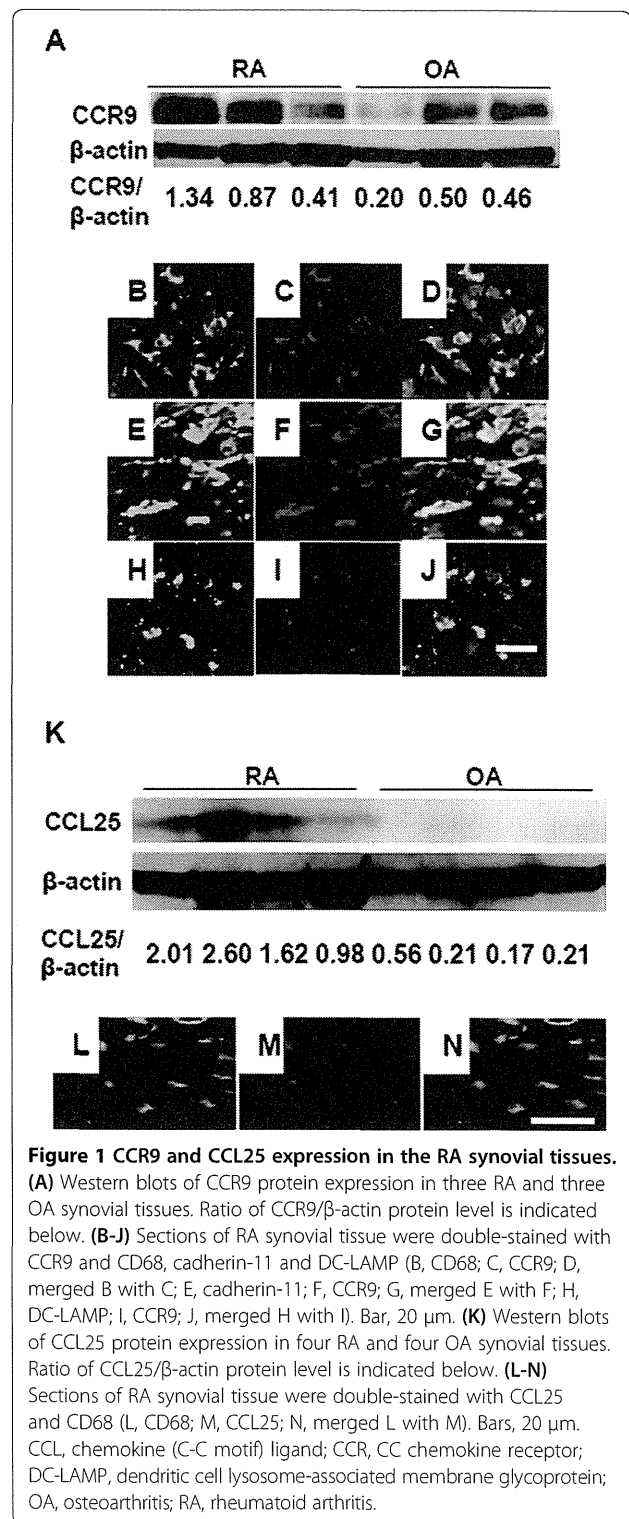 A
RA OA
CCR9
β-actin
CCR9/
β-actin
1.34 0.87 0.41 0.20 0.50 0.46
B C D
E F G
H I J
K
RA OA
CCL25
β-actin
CCL25/
β-actin
2.01 2.60 1.62 0.98 0.56 0.21 0.17 0.21
L M N
Figure 1 CCR9 and CCL25 expression in the RA synovial tissues.
(A) Western blots of CCR9 protein expression in three RA and three
OA synovial tissues. Ratio of CCR9/β-actin protein level is indicated
below. (B-J) Sections of RA synovial tissue were double-stained with
CCR9 and CD68, cadherin-11 and DC-LAMP (B, CD68; C, CCR9; D,
merged B with C; E, cadherin-11; F, CCR9; G, merged E with F; H,
DC-LAMP; I, CCR9; J, merged H with I). Bar, 20 μm. (K) Western blots
of CCL25 protein expression in four RA and four OA synovial tissues.
Ratio of CCL25/β-actin protein level is indicated below. (L-N)
Sections of RA synovial tissue were double-stained with CCL25
and CD68 (L, CD68; M, CCL25; N, merged L with M). Bars, 20 μm.
CCL, chemokine (C-C motif) ligand; CCR, CC chemokine receptor;
DC-LAMP, dendritic cell lysosome-associated membrane glycoprotein;
OA, osteoarthritis; RA, rheumatoid arthritis.